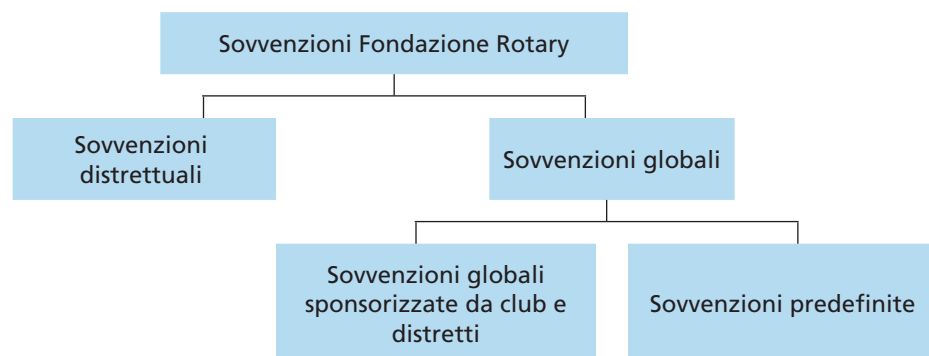 Sovvenzioni Fondazione Rotary
Sovvenzioni
distrettuali
Sovvenzioni globali
Sovvenzioni globali
sponsorizzate da club e
distretti
Sovvenzioni predefinite